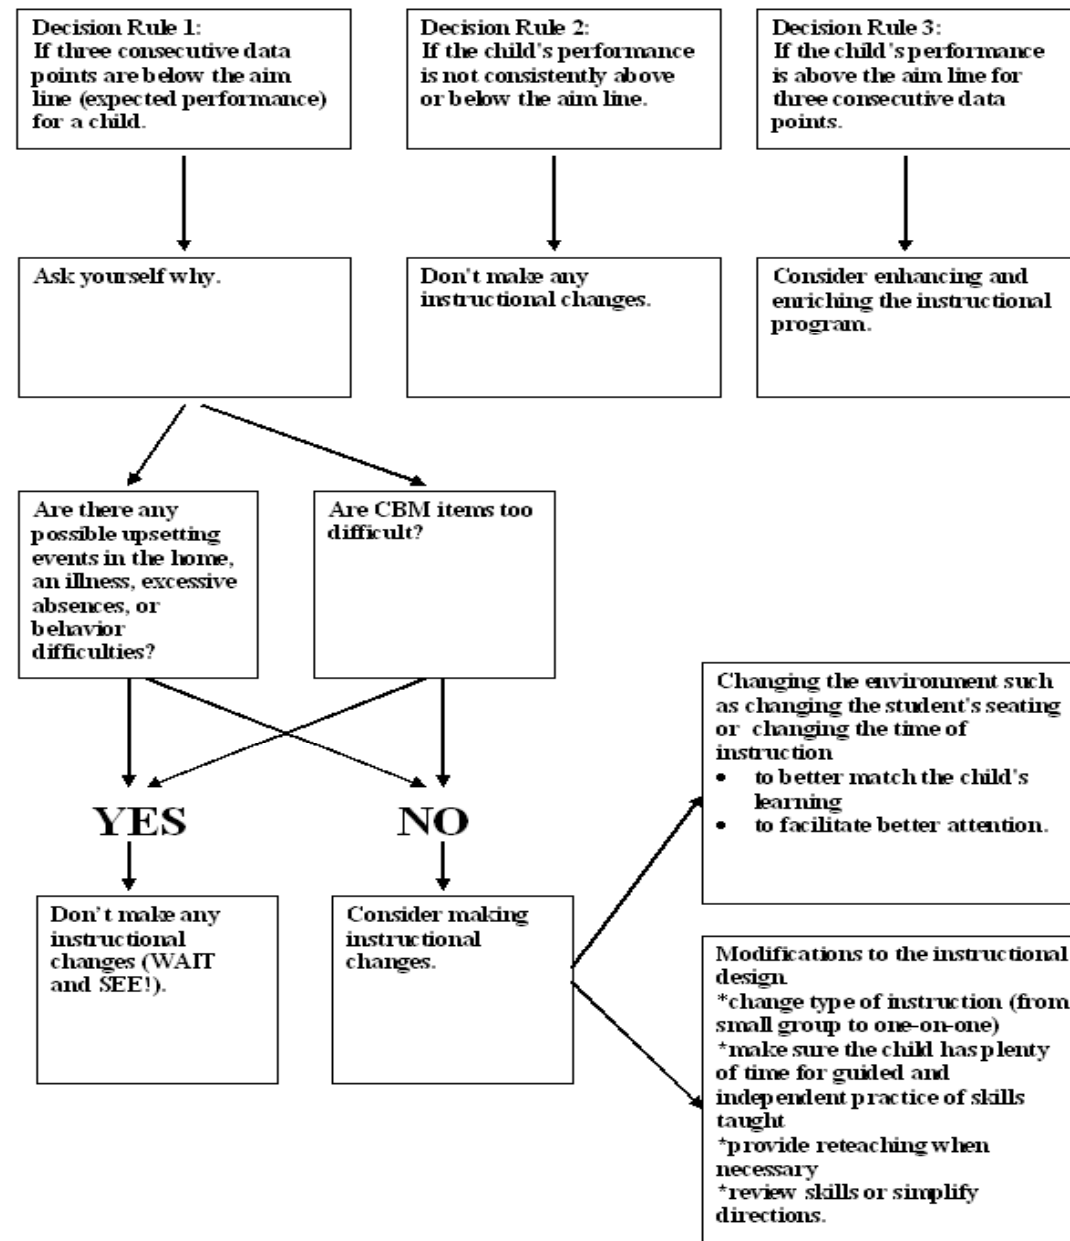 Decision Rule 1:
If three consecutive data
points are below the aim
line (expected performance)
for a child.
Decision Rule 2:
If the child's performance
is not consistently above
or below the aim line.
Decision Rule 3:
If the child's performance
is above the aim line for
three consecutive data
points.
Ask yourself why.
Don't make any
instructional changes.
Consider enhancing and
enriching the instructional
program.
Are there any
possible upsetting
events in the home,
an illness, excessive
absences, or
behavior
difficulties?
Are CBM items too
difficult?
YES
NO
Don't make any
instructional
changes (WAIT
and SEE!).
Consider making
instructional
changes.
Changing the environment such
as changing the student's seating
or changing the time of
instruction
• to better match the child's
learning
• to facilitate better attention.
Modifications to the instructional
design
*change type of instruction (from
small group to one-on-one)
*make sure the child has plenty
of time for guided and
independent practice of skills
taught
*provide reteaching when
necessary
*review skills or simplify
directions.